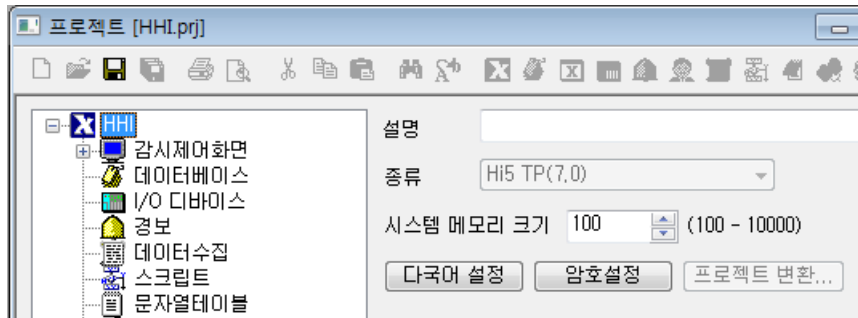 프로젝트 [HHI.prj]
HHI
감시제어화면
데이터베이스
I/O 디바이스
경보
데이터수집
스크립트
문자열테이블
설명
종류 Hi5 TP(7,0)
시스템 메모리 크기 100 (100 - 10000)
다국어 설정 암호설정 프로젝트 변환...